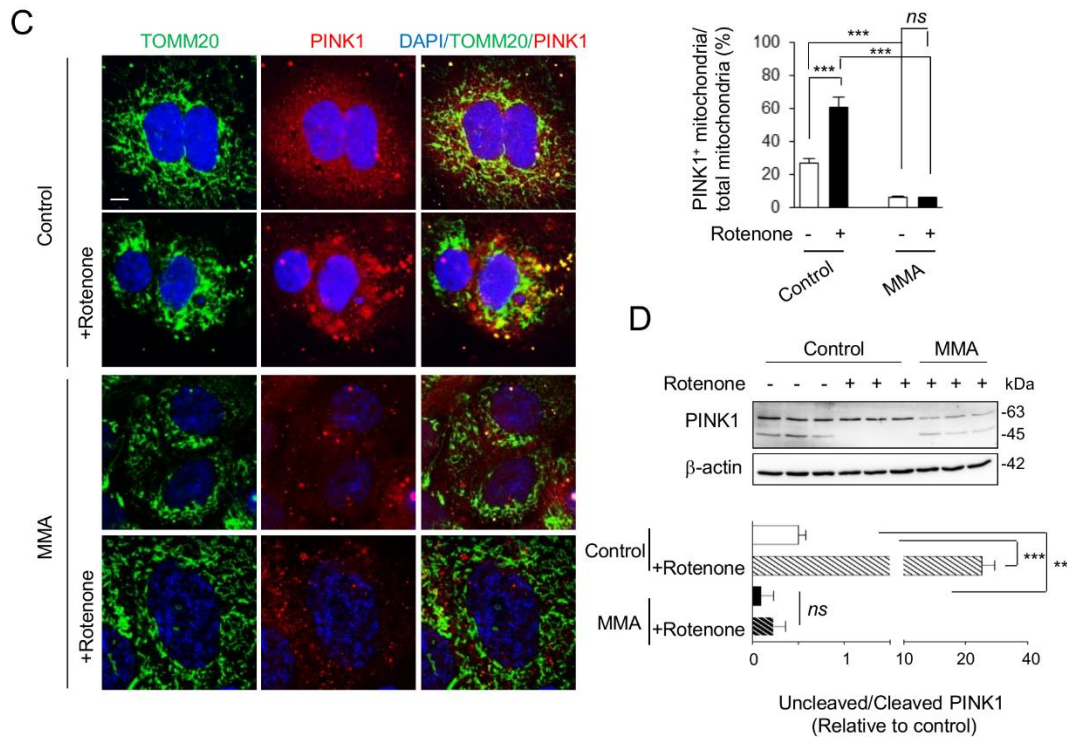 C
TOMM20 PINK1 DAPI/TOMM20/PINK1
Control
+Rotenone
MMA
+Rotenone
PINK1⁺ mitochondria/
total mitochondria (%)
*** ns
***
***
100
80
60
40
20
0
Rotenone - + - +
Control MMA
D
Control MMA
Rotenone - - - + + + + + + kDa
PINK1 -63
-45
β-actin -42
Control
+Rotenone
MMA
+Rotenone
***
**
ns
0 1 10 20 40
Uncleaved/Cleaved PINK1
(Relative to control)